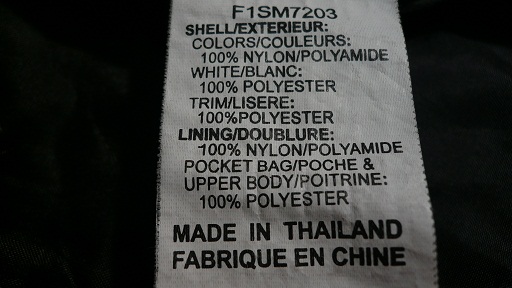 F1SM7203
SHELL/EXTERIEUR:
COLORS/COULEURS:
100% NYLON/POLYAMIDE
WHITE/BLANC:
100% POLYESTER
TRIM/LISERE:
100%POLYESTER
LINING/DOUBLURE:
100% NYLON/POLYAMIDE
POCKET BAG/POCHE &
UPPER BODY/POITRINE:
100% POLYESTER
MADE IN THAILAND
FABRIQUE EN CHINE